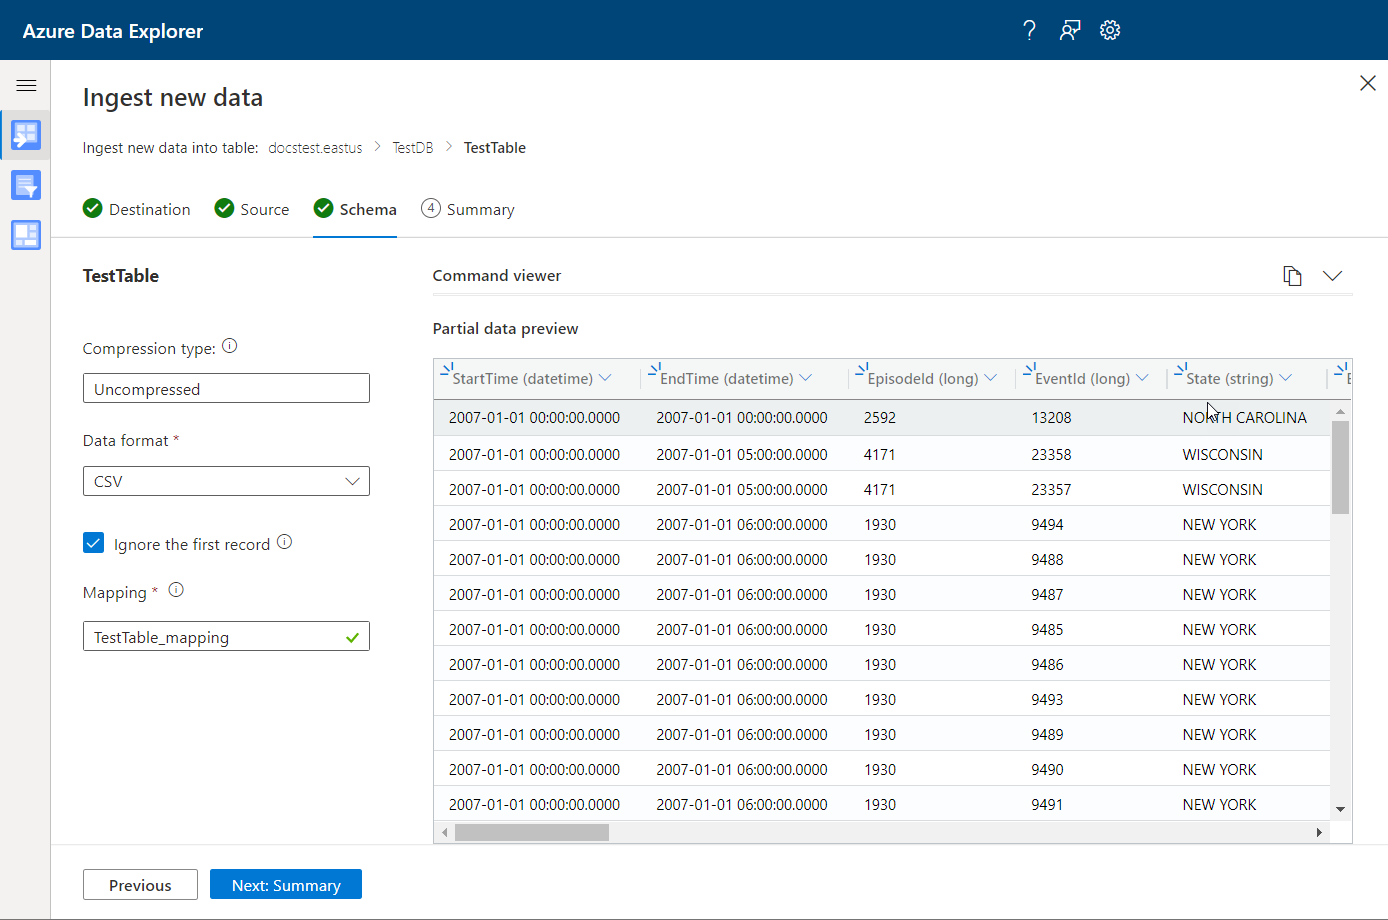 Azure Data Explorer
Ingest new data
Ingest new data into table: docstest.eastus > TestDB > TestTable
Destination Source Schema 4 Summary
TestTable
Command viewer
Partial data preview
Compression type:
Uncompressed
Data format *
CSV
Ignore the first record
Mapping *
TestTable_mapping
StartTime (datetime) EndTime (datetime) EpisodeId (long) EventId (long) State (string)
2007-01-01 00:00:00.0000 2007-01-01 00:00:00.0000 2592 13208 NORTH CAROLINA
2007-01-01 00:00:00.0000 2007-01-01 05:00:00.0000 4171 23358 WISCONSIN
2007-01-01 00:00:00.0000 2007-01-01 05:00:00.0000 4171 23357 WISCONSIN
2007-01-01 00:00:00.0000 2007-01-01 06:00:00.0000 1930 9494 NEW YORK
2007-01-01 00:00:00.0000 2007-01-01 06:00:00.0000 1930 9488 NEW YORK
2007-01-01 00:00:00.0000 2007-01-01 06:00:00.0000 1930 9487 NEW YORK
2007-01-01 00:00:00.0000 2007-01-01 06:00:00.0000 1930 9485 NEW YORK
2007-01-01 00:00:00.0000 2007-01-01 06:00:00.0000 1930 9486 NEW YORK
2007-01-01 00:00:00.0000 2007-01-01 06:00:00.0000 1930 9493 NEW YORK
2007-01-01 00:00:00.0000 2007-01-01 06:00:00.0000 1930 9489 NEW YORK
2007-01-01 00:00:00.0000 2007-01-01 06:00:00.0000 1930 9490 NEW YORK
2007-01-01 00:00:00.0000 2007-01-01 06:00:00.0000 1930 9491 NEW YORK
Previous Next: Summary